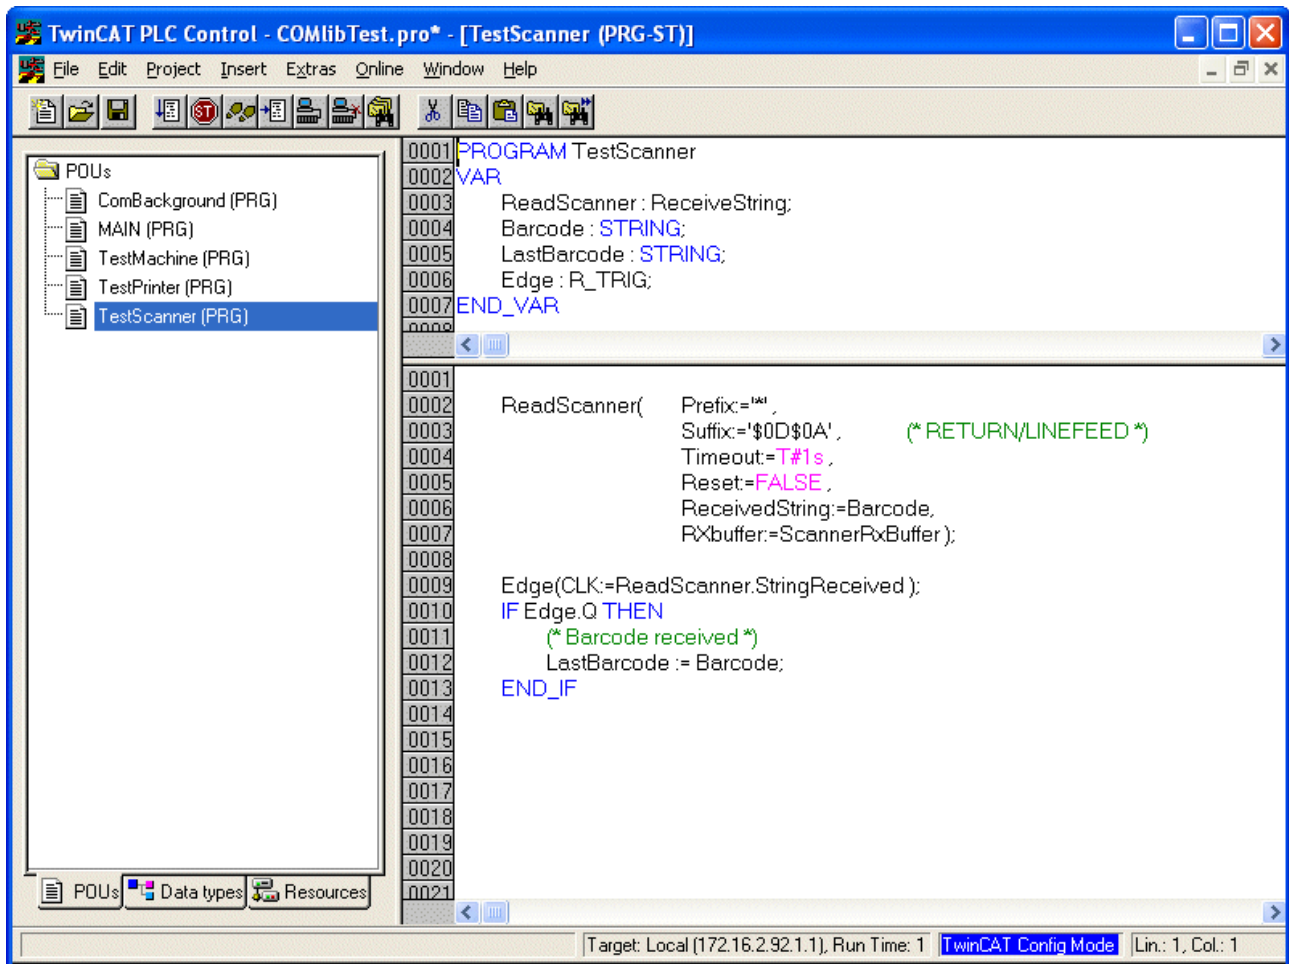 TwinCAT PLC Control - COMlibTest.pro* - [TestScanner (PRG-ST)]
File Edit Project Insert Extras Online Window Help
POUs
ComBackground (PRG)
MAIN (PRG)
TestMachine (PRG)
TestPrinter (PRG)
TestScanner (PRG)
POUs Data types Resources
0001 PROGRAM TestScanner
0002 VAR
0003 ReadScanner : ReceiveString;
0004 Barcode : STRING;
0005 LastBarcode : STRING;
0006 Edge : R_TRIG;
0007 END_VAR
0008
0001
0002 ReadScanner( Prefix:='*' ,
0003 Suffix:='$0D$0A' , (* RETURN/LINEFEED *)
0004 Timeout:=T#1s ,
0005 Reset:=FALSE ,
0006 ReceivedString:=Barcode,
0007 RXbuffer:=ScannerRxBuffer );
0008
0009 Edge(CLK:=ReadScanner.StringReceived );
0010 IF Edge.Q THEN
0011 (* Barcode received *)
0012 LastBarcode := Barcode;
0013 END_IF
0014
0015
0016
0017
0018
0019
0020
0021
Target: Local (172.16.2.92.1.1), Run Time: 1 TwinCAT Config Mode Lin.: 1, Col.: 1